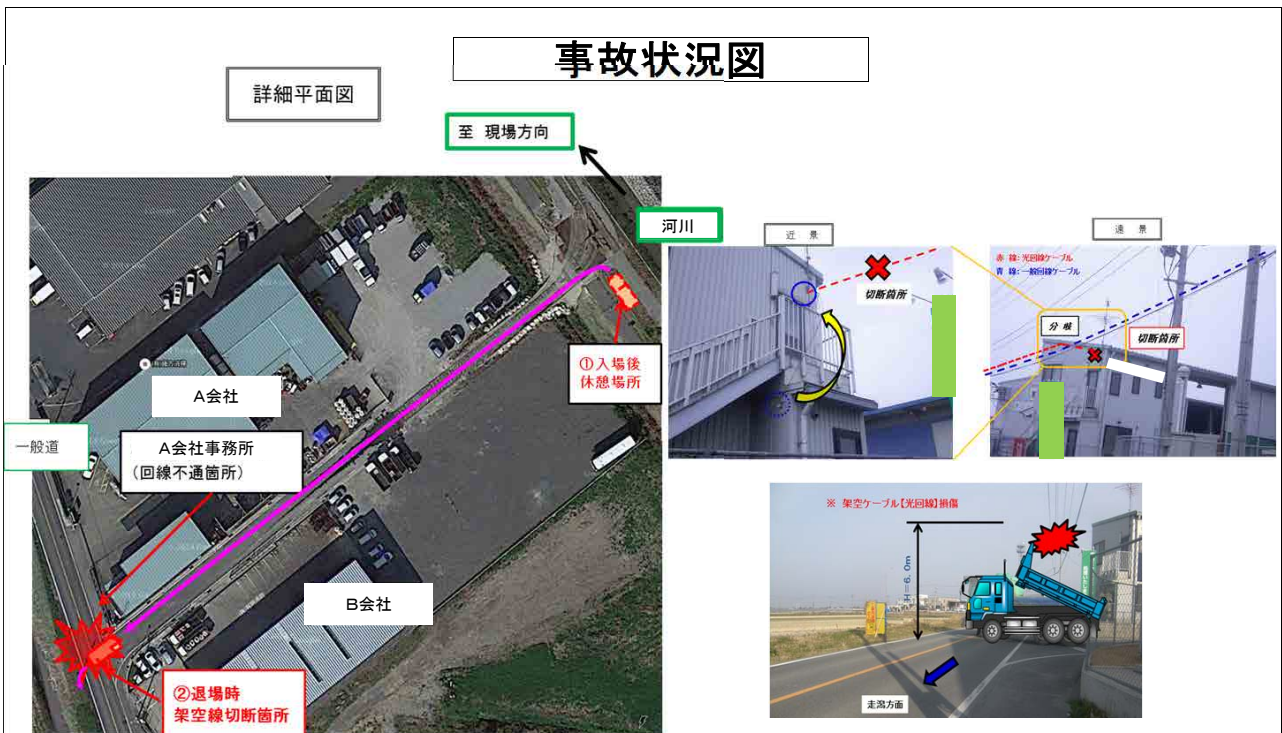 事故状況図
詳細平面図
至 現場方向
河川
近 景
遠 景
赤 線：光回線ケーブル
青 線：一般回線ケーブル
切断箇所
分 岐
切断箇所
①入場後
休憩場所
A会社
一般道
A会社事務所
（回線不通箇所）
B会社
②退場時
架空線切断箇所
※ 架空ケーブル【光回線】損傷
H＝6.0m
走潟方面